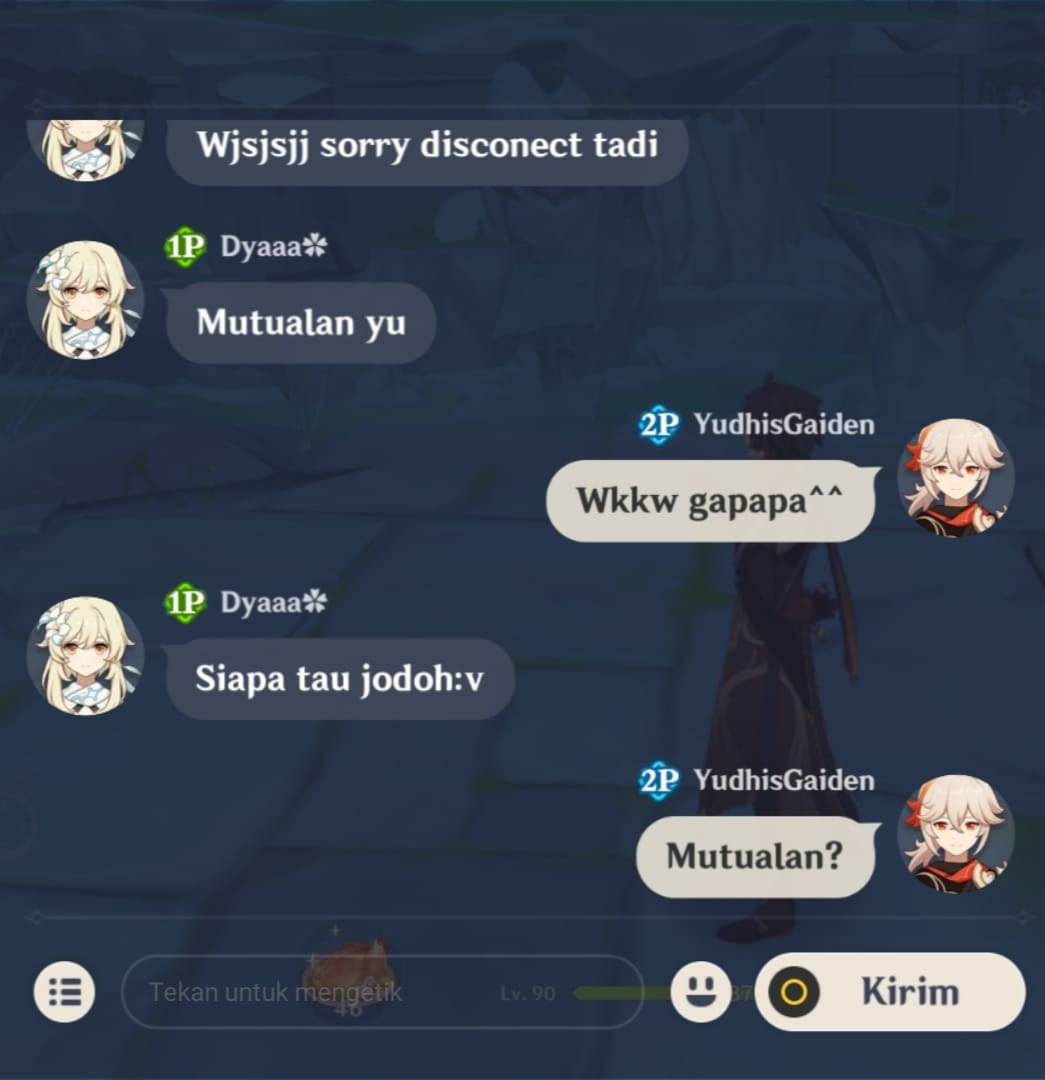 Wjsjsjj sorry disconect tadi
1P Dyaaa✽
Mutualan yu
2P YudhisGaiden
Wkkw gapapa^^
1P Dyaaa✽
Siapa tau jodoh:v
2P YudhisGaiden
Mutualan?
Tekan untuk mengetik
Lv. 90
46
Kirim